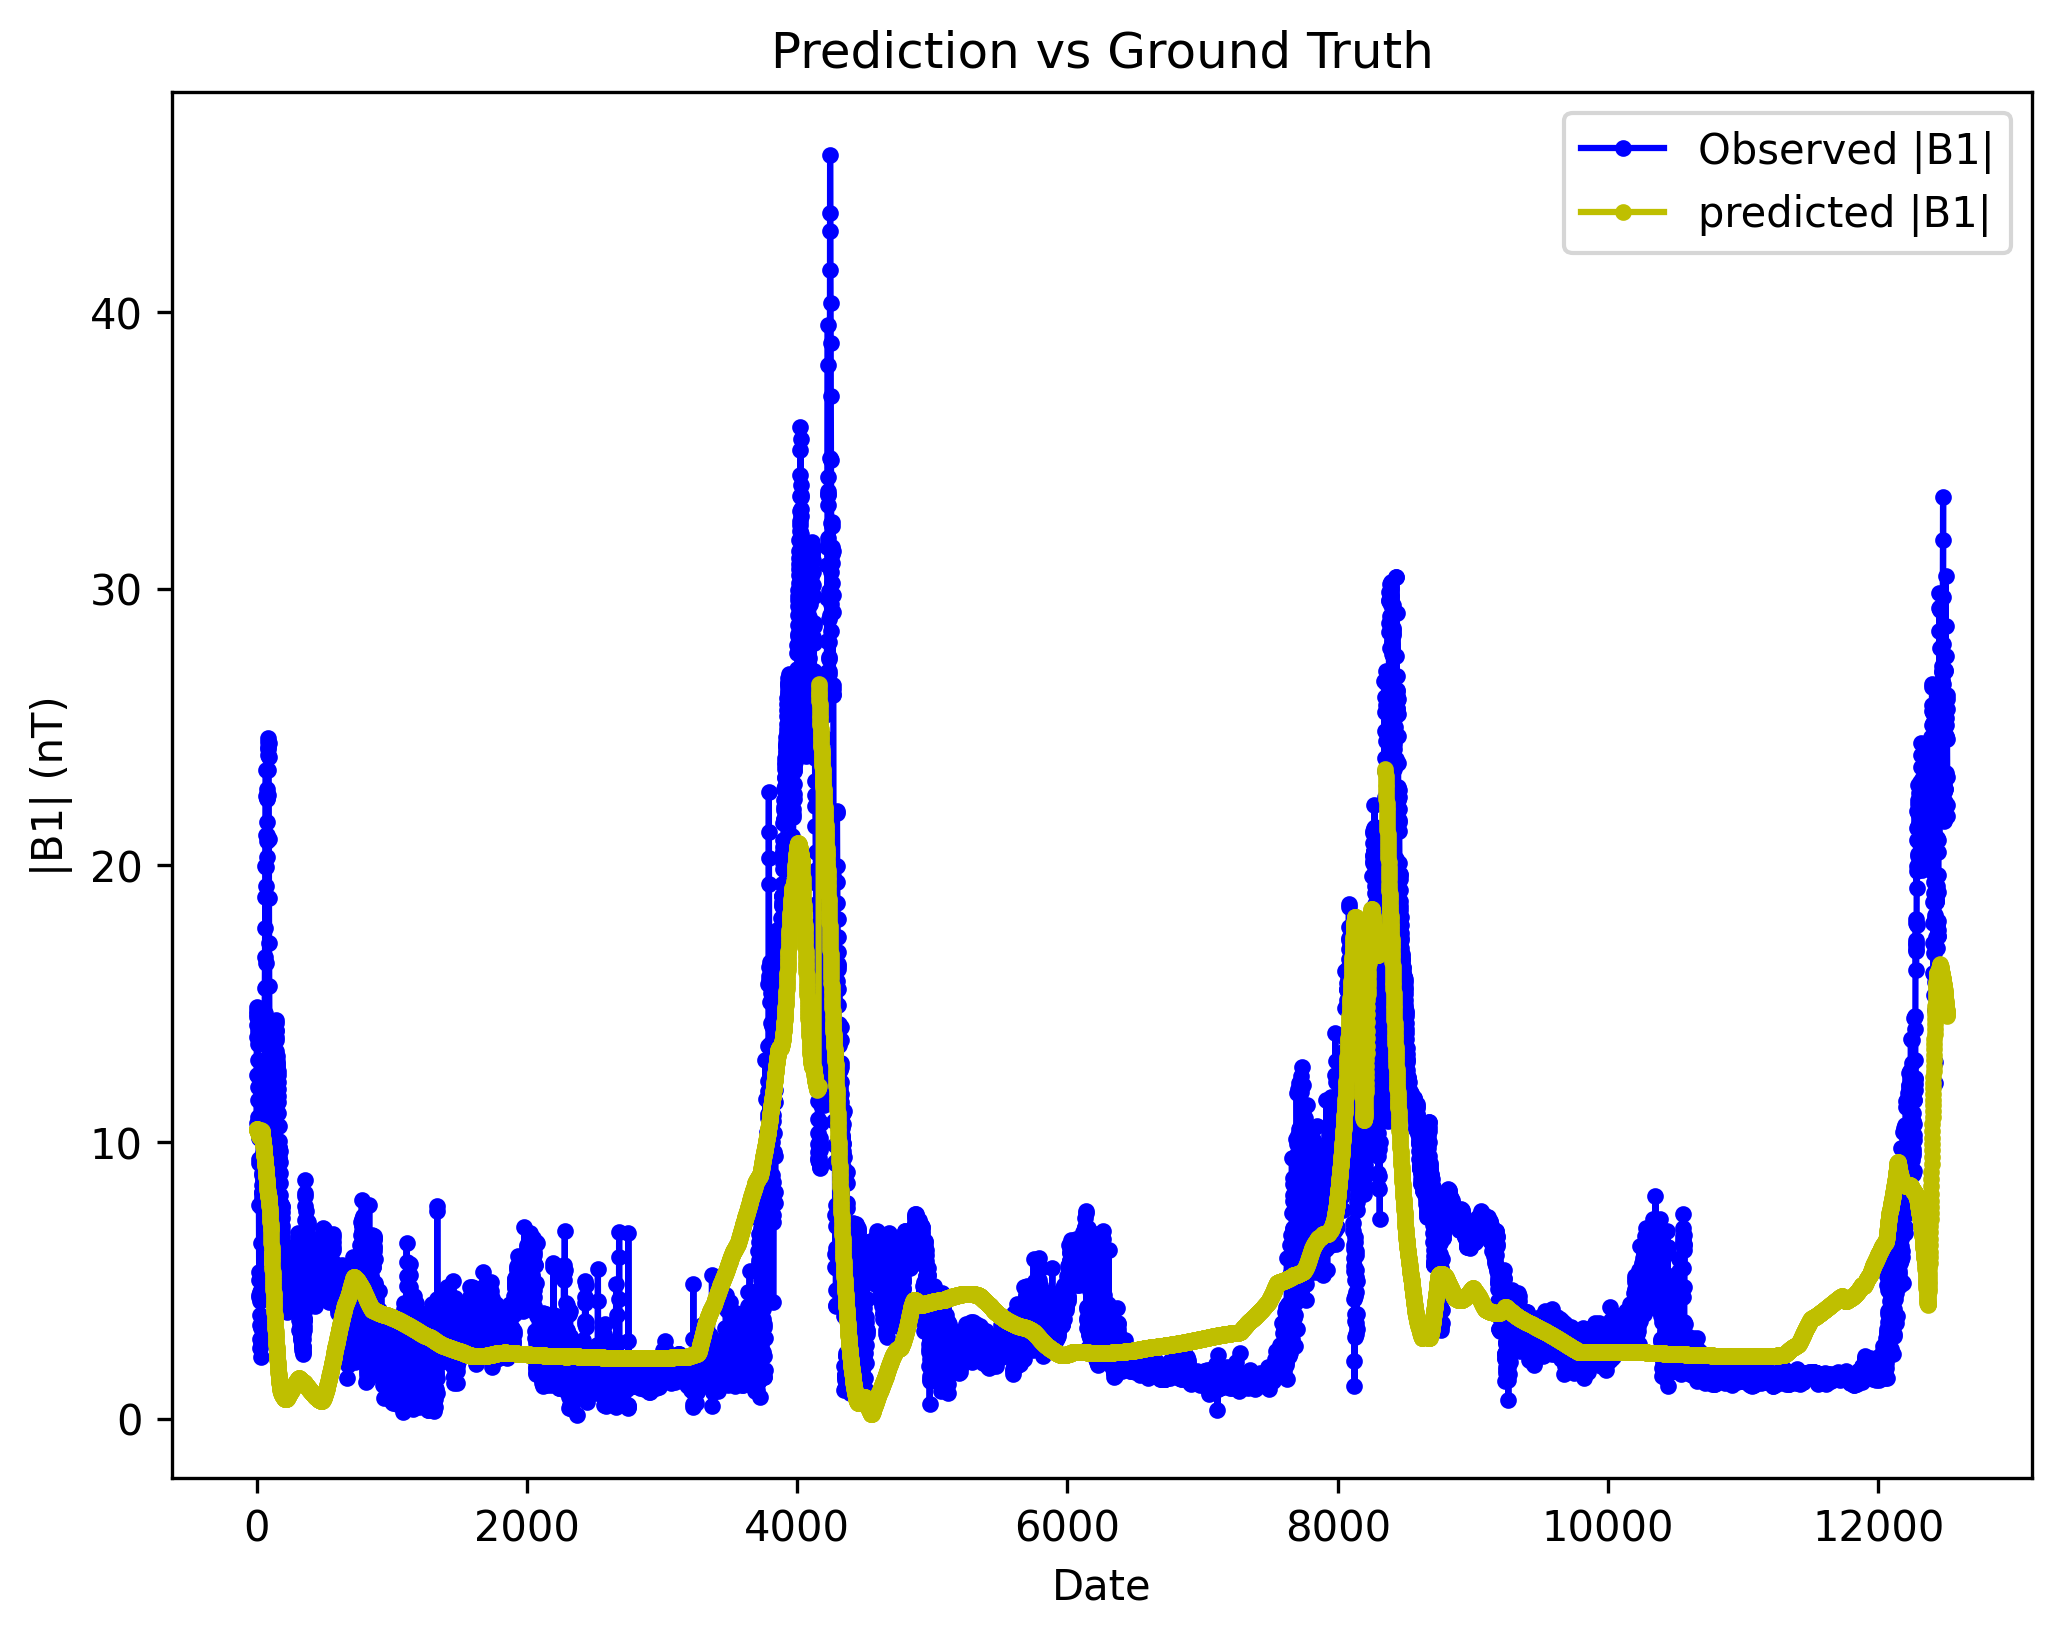 Prediction vs Ground Truth
Observed |B1|
predicted |B1|
|B1| (nT)
40
30
20
10
0
0 2000 4000 6000 8000 10000 12000
Date